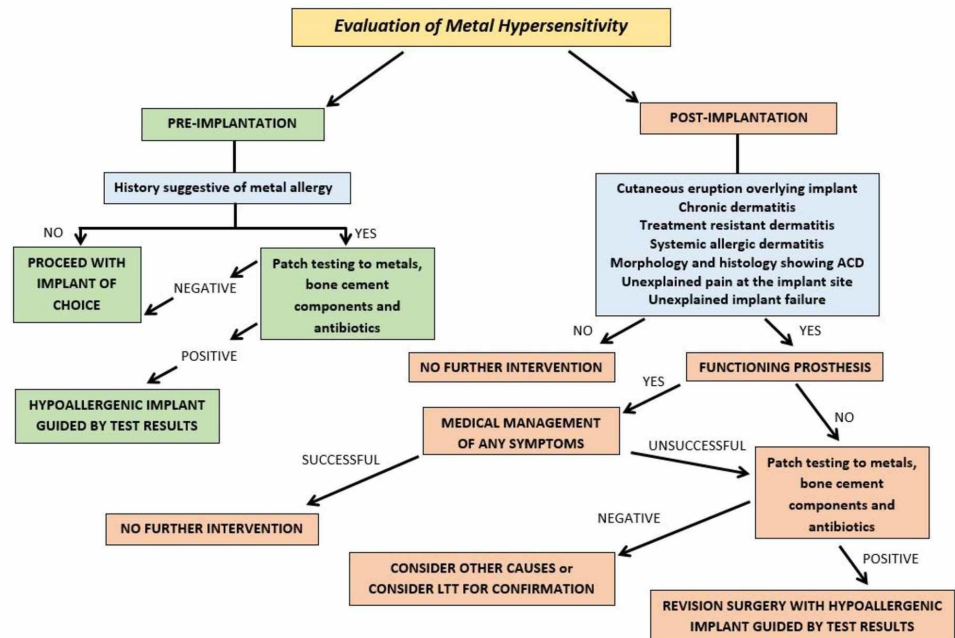 Evaluation of Metal Hypersensitivity
PRE-IMPLANTATION
POST-IMPLANTATION
History suggestive of metal allergy
Cutaneous eruption overlying implant
Chronic dermatitis
Treatment resistant dermatitis
Systemic allergic dermatitis
Morphology and histology showing ACD
Unexplained pain at the implant site
Unexplained implant failure
NO
YES
PROCEED WITH
IMPLANT OF
CHOICE
Patch testing to metals,
bone cement
components and
antibiotics
NEGATIVE
POSITIVE
HYPOALLERGENIC IMPLANT
GUIDED BY TEST RESULTS
NO
YES
NO FURTHER INTERVENTION
FUNCTIONING PROSTHESIS
YES
NO
MEDICAL MANAGEMENT
OF ANY SYMPTOMS
SUCCESSFUL
UNSUCCESSFUL
Patch testing to metals,
bone cement
components and
antibiotics
NO FURTHER INTERVENTION
NEGATIVE
POSITIVE
CONSIDER OTHER CAUSES or
CONSIDER LTT FOR CONFIRMATION
REVISION SURGERY WITH HYPOALLERGENIC
IMPLANT GUIDED BY TEST RESULTS